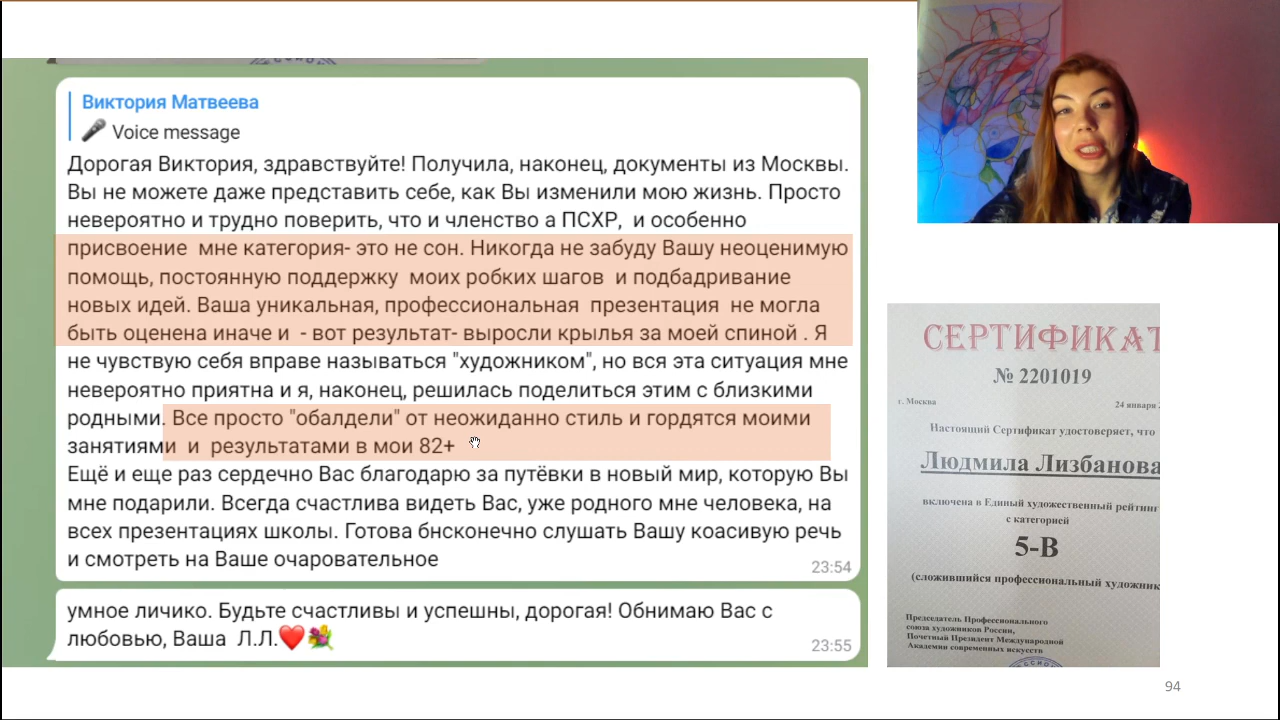 Виктория Матвеева
Voice message
Дорогая Виктория, здравствуйте! Получила, наконец, документы из Москвы.
Вы не можете даже представить себе, как Вы изменили мою жизнь. Просто
невероятно и трудно поверить, что и членство а ПСХР, и особенно
присвоение мне категория- это не сон. Никогда не забуду Вашу неоценимую
помощь, постоянную поддержку моих робких шагов и подбадривание
новых идей. Ваша уникальная, профессиональная презентация не могла
быть оценена иначе и - вот результат- выросли крылья за моей спиной . Я
не чувствую себя вправе называться "художником", но вся эта ситуация мне
невероятно приятна и я, наконец, решилась поделиться этим с близкими
родными. Все просто "обалдели" от неожиданно стиль и гордятся моими
занятиями и результатами в мои 82+
Ещё и еще раз сердечно Вас благодарю за путёвки в новый мир, которую Вы
мне подарили. Всегда счастлива видеть Вас, уже родного мне человека, на
всех презентациях школы. Готова бнсконечно слушать Вашу коасивую речь
и смотреть на Ваше очаровательное
23:54
умное личико. Будьте счастливы и успешны, дорогая! Обнимаю Вас с
любовью, Ваша Л.Л.❤️💐
23:55
СЕРТИФИКАТ
№ 2201019
г. Москва
24 января
Настоящий Сертификат удостоверяет, что
Людмила Лизбанова
включена в Единый художественный рейтинг
с категорией
5-В
(сложившийся профессиональный художник
Председатель Профессионального
союза художников России,
Почетный Президент Международной
Академии современных искусств
94